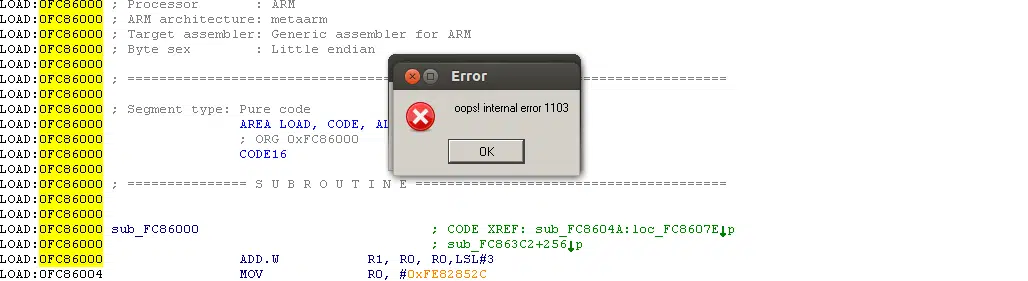 LOAD:0FC86000 ; Processor       : ARM
LOAD:0FC86000 ; ARM architecture: metaarm
LOAD:0FC86000 ; Target assembler: Generic assembler for ARM
LOAD:0FC86000 ; Byte sex        : Little endian
LOAD:0FC86000
LOAD:0FC86000 ; ===========================================================================
LOAD:0FC86000
LOAD:0FC86000 ; Segment type: Pure code
LOAD:0FC86000                 AREA LOAD, CODE, AL
LOAD:0FC86000                 ; ORG 0xFC86000
LOAD:0FC86000                 CODE16
LOAD:0FC86000
LOAD:0FC86000 ; =============== S U B R O U T I N E =======================================
LOAD:0FC86000
LOAD:0FC86000
LOAD:0FC86000 sub_FC86000                             ; CODE XREF: sub_FC8604A:loc_FC8607E↓p
LOAD:0FC86000                                         ; sub_FC863C2+256↓p
LOAD:0FC86000                 ADD.W           R1, R0, R0,LSL#3
LOAD:0FC86004                 MOV             R0, #0xFE82852C
Error
oops! internal error 1103
OK